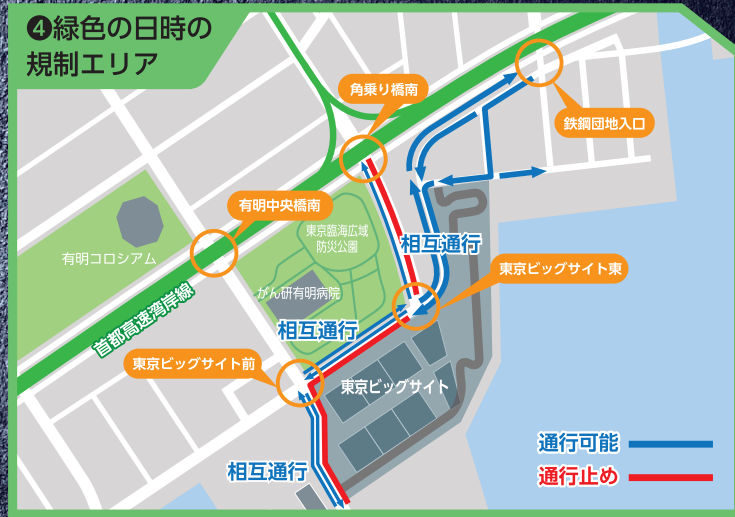 ❹緑色の日時の
規制エリア
角乗り橋南
鉄鋼団地入口
有明中央橋南
東京臨海広域
防災公園
相互通行
有明コロシアム
東京ビッグサイト東
がん研有明病院
首都高速湾岸線
相互通行
東京ビッグサイト前
東京ビッグサイト
通行可能
相互通行
通行止め